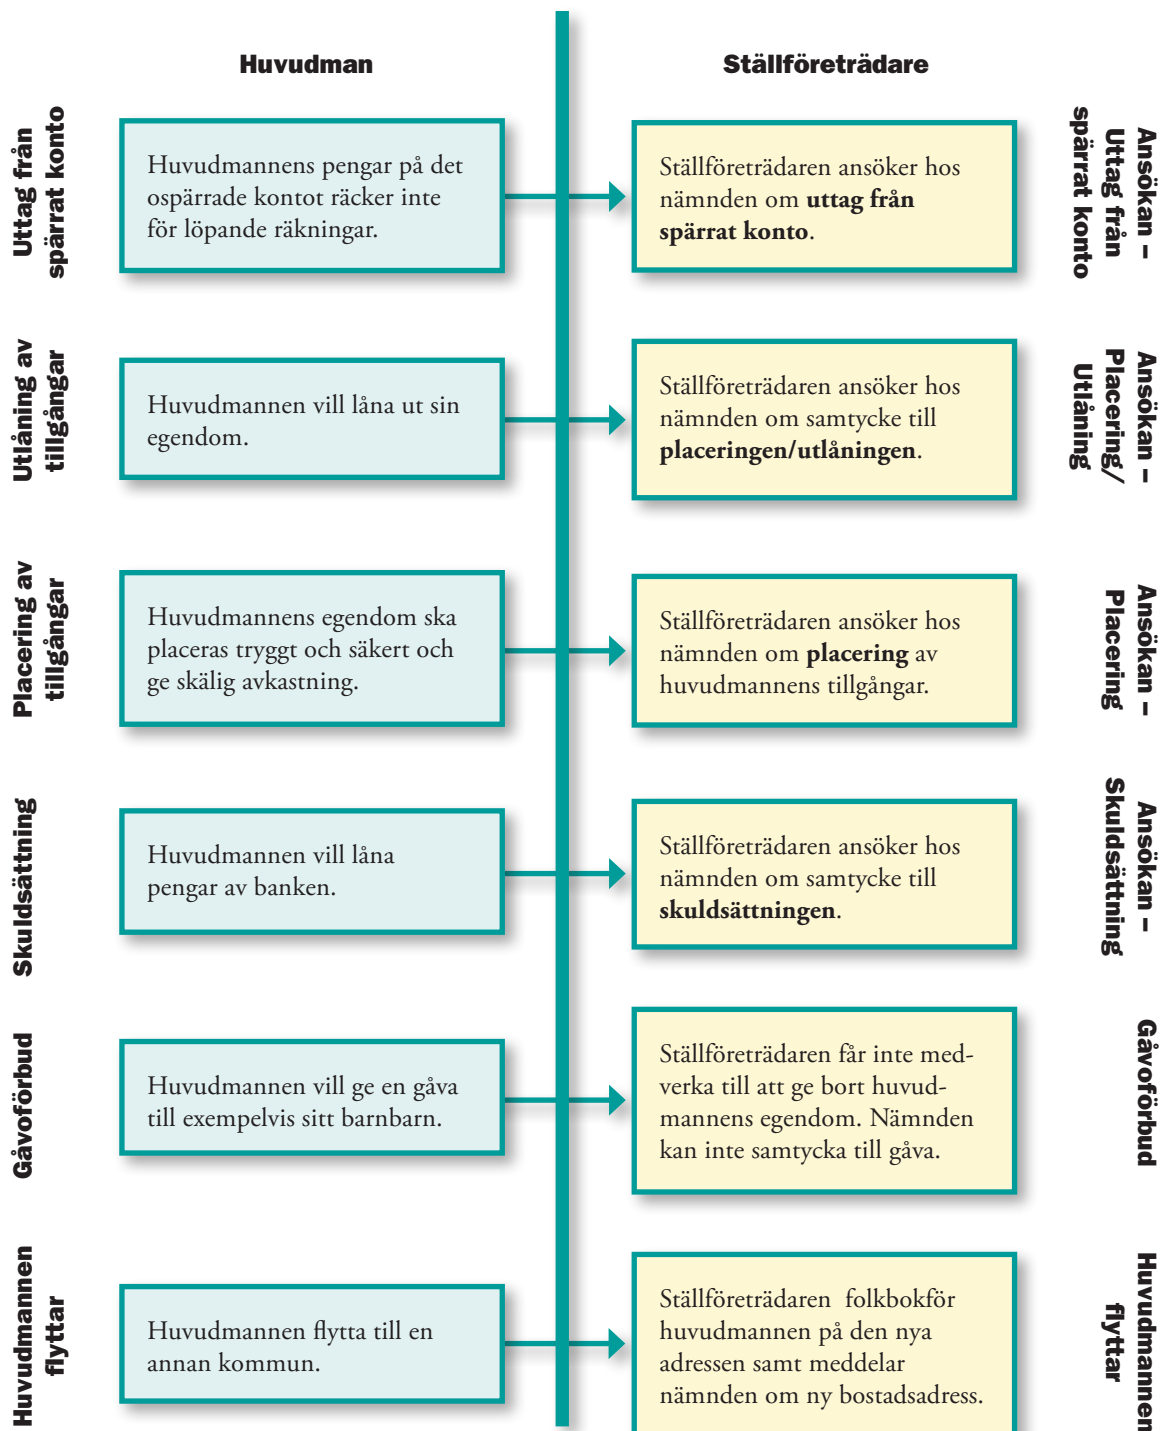 Huvudman
Ställföreträdare
Uttag från
spärrat konto
Huvudmannens pengar på det
ospärrade kontot räcker inte
för löpande räkningar.
Ställföreträdaren ansöker hos
nämnden om uttag från
spärrat konto.
Ansökan –
Uttag från
spärrat konto
Utlåning av
tillgångar
Huvudmannen vill låna ut sin
egendom.
Ställföreträdaren ansöker hos
nämnden om samtycke till
placeringen/utlåningen.
Ansökan –
Placering/
Utlåning
Placering av
tillgångar
Huvudmannens egendom ska
placeras tryggt och säkert och
ge skälig avkastning.
Ställföreträdaren ansöker hos
nämnden om placering av
huvudmannens tillgångar.
Ansökan –
Placering
Skuldsättning
Huvudmannen vill låna
pengar av banken.
Ställföreträdaren ansöker hos
nämnden om samtycke till
skuldsättningen.
Ansökan –
Skuldsättning
Gåvoförbud
Huvudmannen vill ge en gåva
till exempelvis sitt barnbarn.
Ställföreträdaren får inte med-
verka till att ge bort huvud-
mannens egendom. Nämnden
kan inte samtycka till gåva.
Gåvoförbud
Huvudmannen
flyttar
Huvudmannen flytta till en
annan kommun.
Ställföreträdaren  folkbokför
huvudmannen på den nya
adressen samt meddelar
nämnden om ny bostadsadress.
Huvudmannen
flyttar